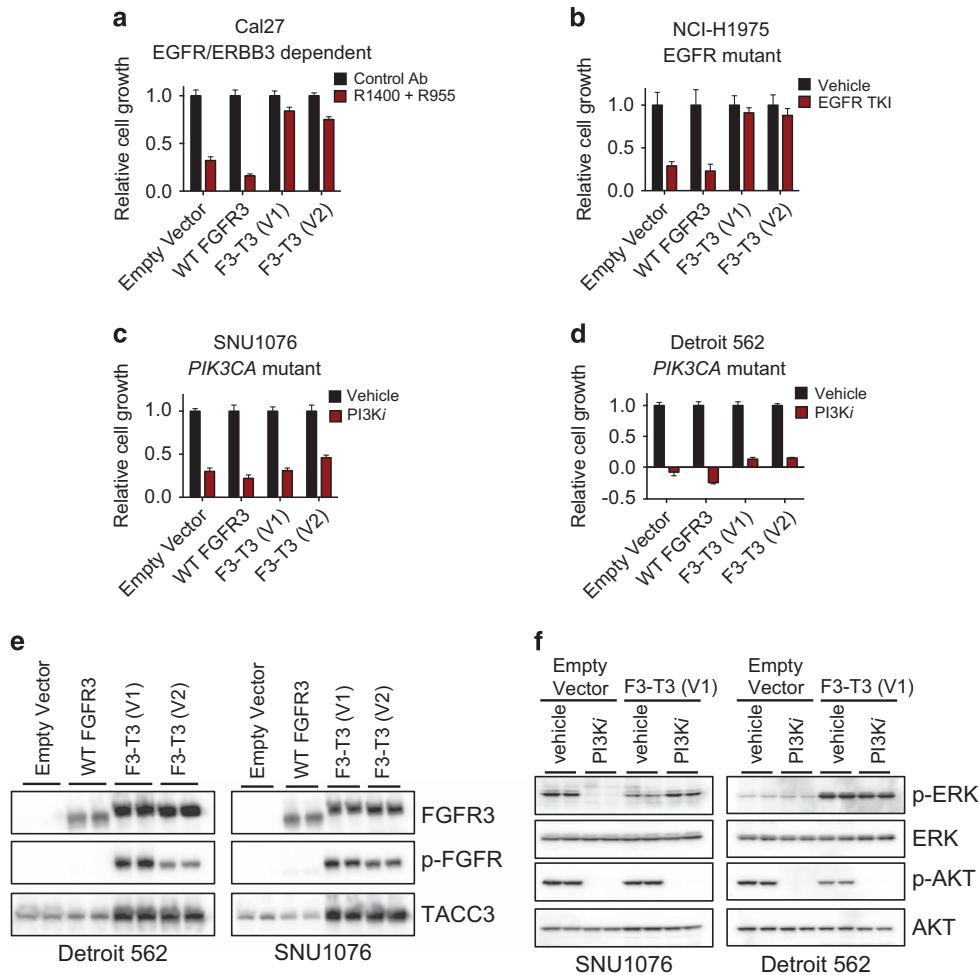 a
Cal27
EGFR/ERBB3 dependent
Control Ab
R1400 + R955
Relative cell growth
1.0
0.5
0.0
Empty Vector
WT FGFR3
F3-T3 (V1)
F3-T3 (V2)
b
NCI-H1975
EGFR mutant
Vehicle
EGFR TKI
Relative cell growth
1.0
0.5
0.0
Empty Vector
WT FGFR3
F3-T3 (V1)
F3-T3 (V2)
c
SNU1076
PIK3CA mutant
Vehicle
PI3Ki
Relative cell growth
1.0
0.5
0.0
Empty Vector
WT FGFR3
F3-T3 (V1)
F3-T3 (V2)
d
Detroit 562
PIK3CA mutant
Vehicle
PI3Ki
Relative cell growth
1.0
0.5
0.0
-0.5
Empty Vector
WT FGFR3
F3-T3 (V1)
F3-T3 (V2)
e
Empty Vector
WT FGFR3
F3-T3 (V1)
F3-T3 (V2)
Empty Vector
WT FGFR3
F3-T3 (V1)
F3-T3 (V2)
FGFR3
p-FGFR
TACC3
Detroit 562
SNU1076
f
Empty
Vector
F3-T3 (V1)
vehicle
PI3Ki
vehicle
PI3Ki
Empty
Vector
F3-T3 (V1)
vehicle
PI3Ki
vehicle
PI3Ki
p-ERK
ERK
p-AKT
AKT
SNU1076
Detroit 562